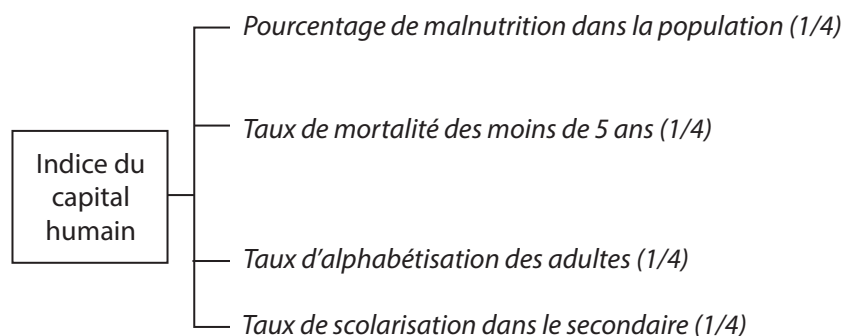 Pourcentage de malnutrition dans la population (1/4)
Taux de mortalité des moins de 5 ans (1/4)
Indice du
capital
humain
Taux d’alphabétisation des adultes (1/4)
Taux de scolarisation dans le secondaire (1/4)